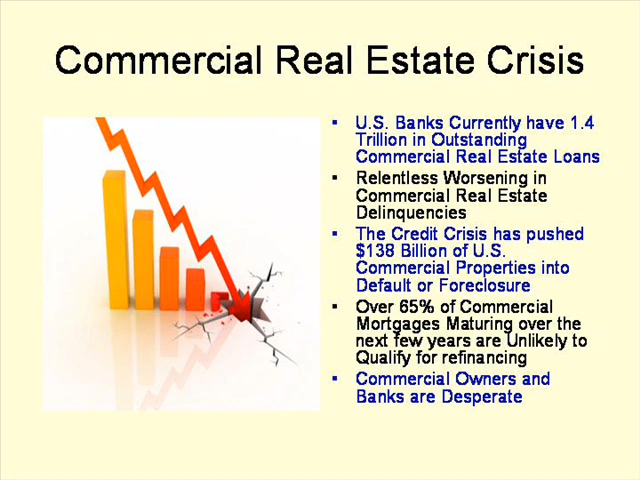 Commercial Real Estate Crisis
▪ U.S. Banks Currently have 1.4
Trillion in Outstanding
Commercial Real Estate Loans
▪ Relentless Worsening in
Commercial Real Estate
Delinquencies
▪ The Credit Crisis has pushed
$138 Billion of U.S.
Commercial Properties into
Default or Foreclosure
▪ Over 65% of Commercial
Mortgages Maturing over the
next few years are Unlikely to
Qualify for refinancing
▪ Commercial Owners and
Banks are Desperate